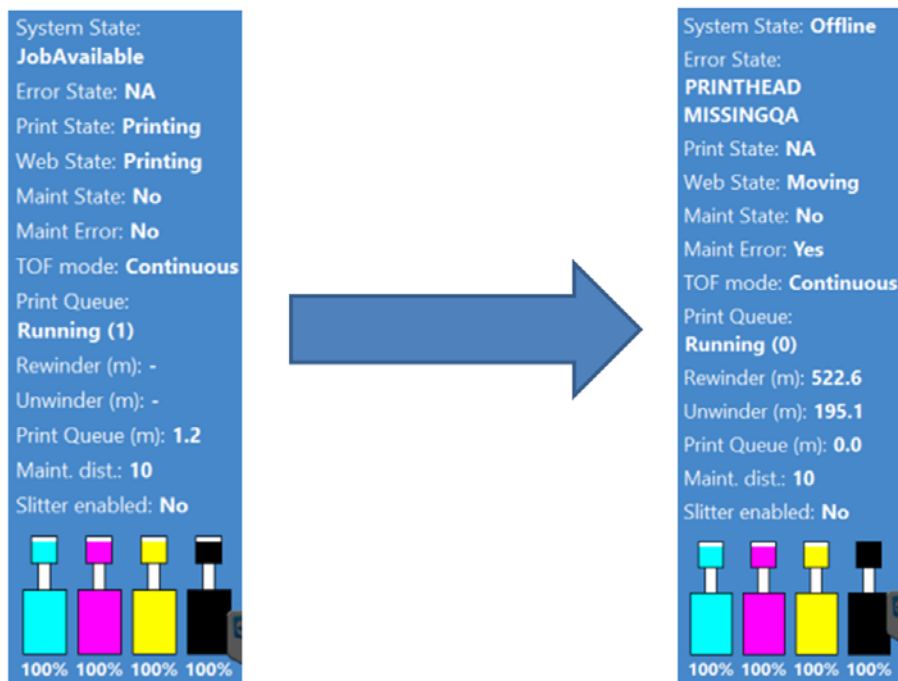 System State:
JobAvailable
Error State: NA
Print State: Printing
Web State: Printing
Maint State: No
Maint Error: No
TOF mode: Continuous
Print Queue:
Running (1)
Rewinder (m): -
Unwinder (m): -
Print Queue (m): 1.2
Maint. dist.: 10
Slitter enabled: No
100% 100% 100% 100%
System State: Offline
Error State:
PRINTHEAD
MISSINGQA
Print State: NA
Web State: Moving
Maint State: No
Maint Error: Yes
TOF mode: Continuous
Print Queue:
Running (0)
Rewinder (m): 522.6
Unwinder (m): 195.1
Print Queue (m): 0.0
Maint. dist.: 10
Slitter enabled: No
100% 100% 100% 100%